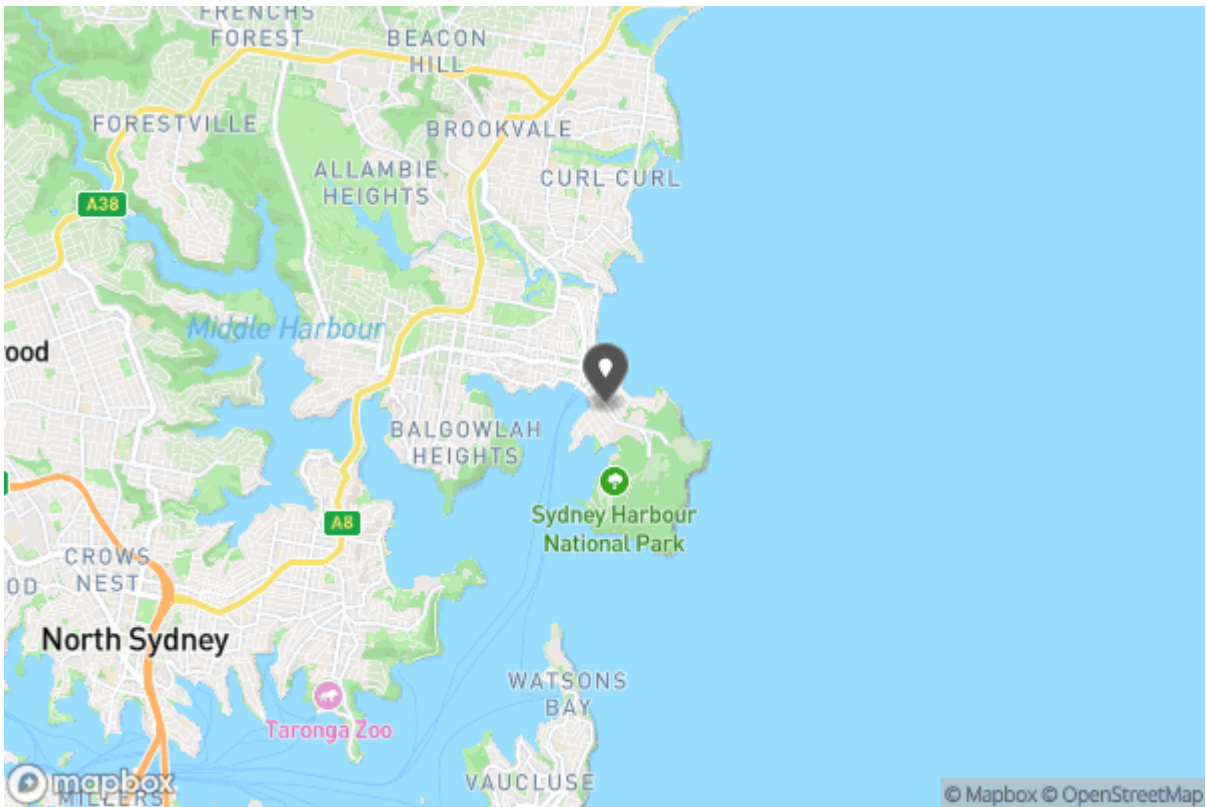 FRENCHS
FOREST
BEACON
HILL
FORESTVILLE
BROOKVALE
ALLAMBIE
HEIGHTS
CURL CURL
A38
Middle Harbour
ood
BALGOWLAH
HEIGHTS
Sydney Harbour
National Park
A8
CROWS
NEST
OD
North Sydney
WATSONS
BAY
Taronga Zoo
VAUCLUSE
mapbox
MILLERS
© Mapbox © OpenStreetMap